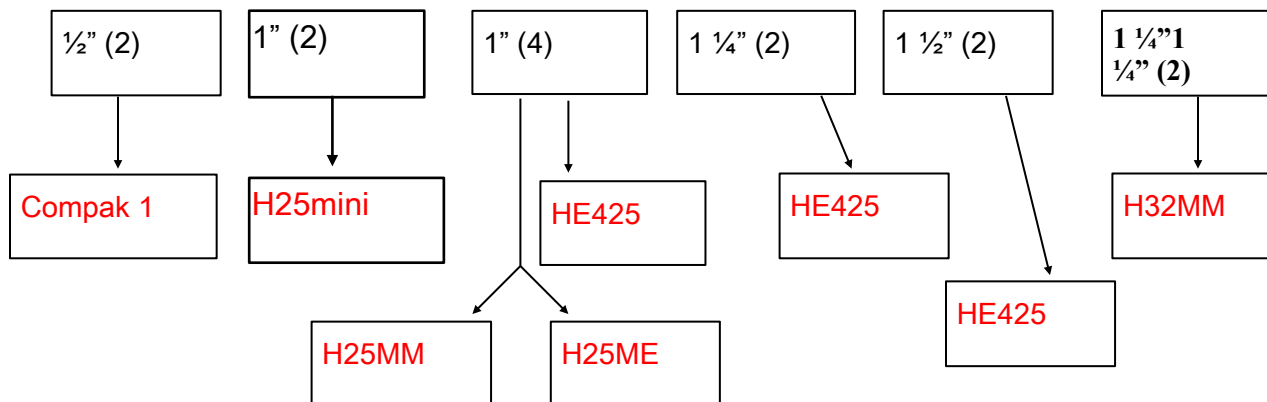 ½” (2)
1” (2)
1” (4)
1 ¼” (2)
1 ½” (2)
1 ¼”1
¼” (2)
Compak 1
H25mini
HE425
HE425
H32MM
HE425
H25MM
H25ME